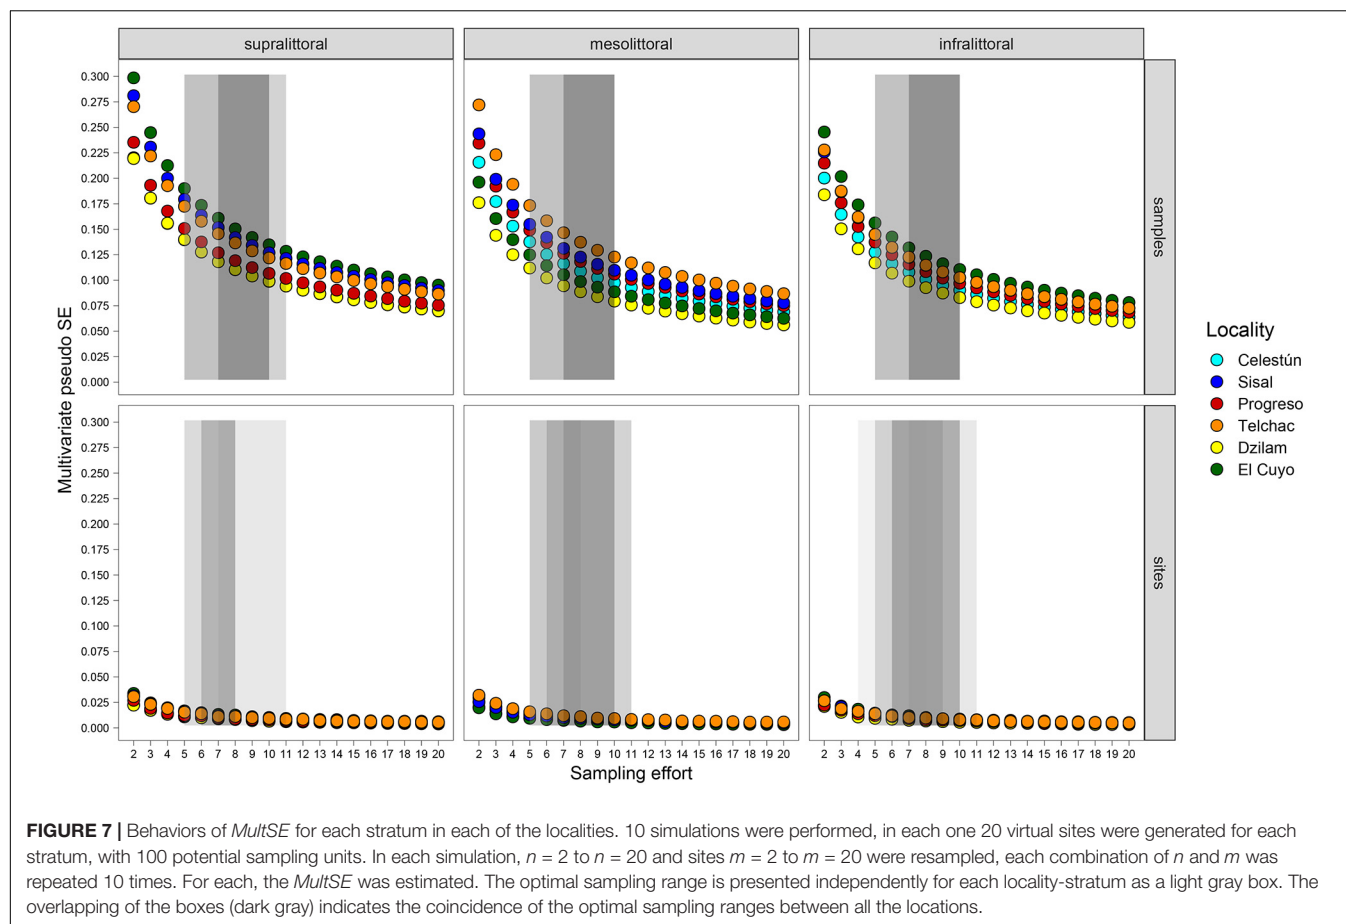 supralittoral
mesolittoral
infralittoral
0.300
0.275
0.250
0.225
0.200
0.175
0.150
0.125
0.100
0.075
0.050
0.025
0.000
samples
0.300
0.275
0.250
0.225
0.200
0.175
0.150
0.125
0.100
0.075
0.050
0.025
0.000
sites
Multivariate pseudo SE
2 3 4 5 6 7 8 9 10 11 12 13 14 15 16 17 18 19 20
2 3 4 5 6 7 8 9 10 11 12 13 14 15 16 17 18 19 20
2 3 4 5 6 7 8 9 10 11 12 13 14 15 16 17 18 19 20
Sampling effort
Locality
Celestún
Sisal
Progreso
Telchac
Dzilam
El Cuyo
FIGURE 7 | Behaviors of MultSE for each stratum in each of the localities. 10 simulations were performed, in each one 20 virtual sites were generated for each
stratum, with 100 potential sampling units. In each simulation, n = 2 to n = 20 and sites m = 2 to m = 20 were resampled, each combination of n and m was
repeated 10 times. For each, the MultSE was estimated. The optimal sampling range is presented independently for each locality-stratum as a light gray box. The
overlapping of the boxes (dark gray) indicates the coincidence of the optimal sampling ranges between all the locations.